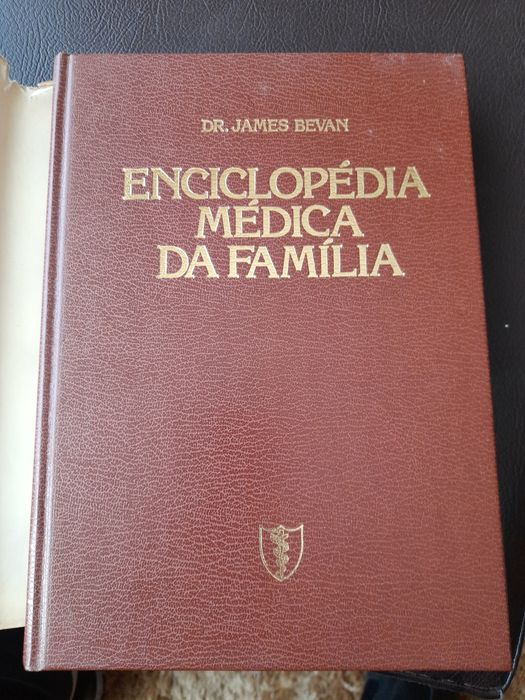 DR. JAMES BEVAN
ENCICLOPÉDIA
MÉDICA
DA FAMÍLIA